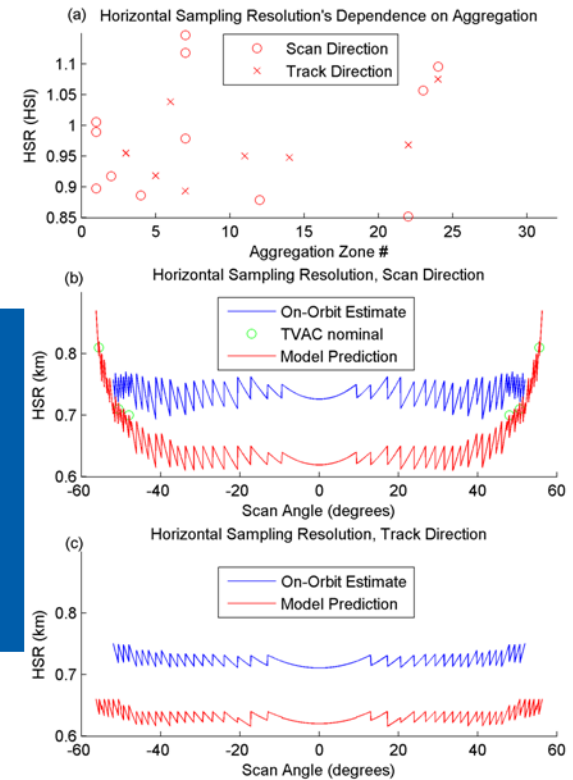 (a) Horizontal Sampling Resolution's Dependence on Aggregation
Scan Direction
Track Direction
HSR (HSI)
1.1
1.05
1
0.95
0.9
0.85
0 5 10 15 20 25 30
Aggregation Zone #
(b) Horizontal Sampling Resolution, Scan Direction
On-Orbit Estimate
TVAC nominal
Model Prediction
HSR (km)
0.8
0.7
0.6
-60 -40 -20 0 20 40 60
Scan Angle (degrees)
(c) Horizontal Sampling Resolution, Track Direction
On-Orbit Estimate
Model Prediction
HSR (km)
0.8
0.7
0.6
-60 -40 -20 0 20 40 60
Scan Angle (degrees)